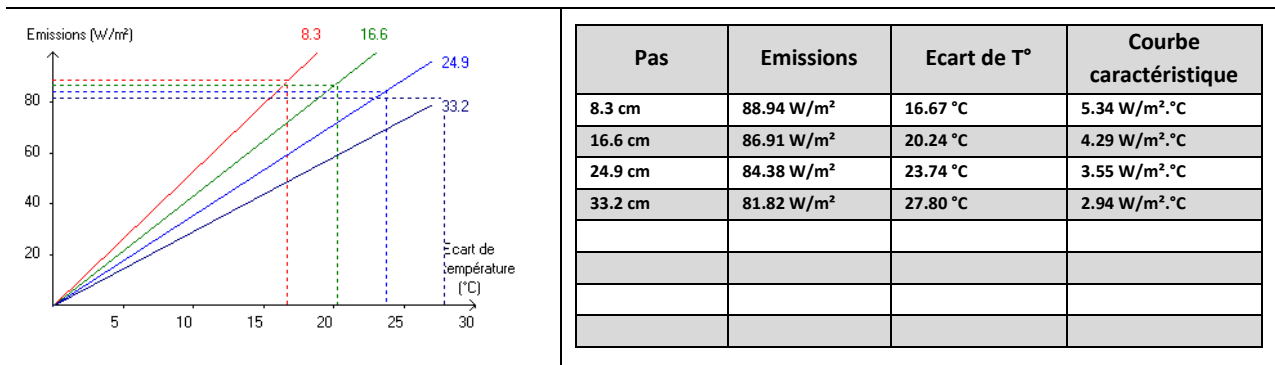 Emissions (W/m²)
8.3
16.6
24.9
33.2
80
60
40
20
Ecart de
température
(°C)
5
10
15
20
25
30
Pas Emissions Ecart de T° Courbe caractéristique
8.3 cm 88.94 W/m² 16.67 °C 5.34 W/m².°C
16.6 cm 86.91 W/m² 20.24 °C 4.29 W/m².°C
24.9 cm 84.38 W/m² 23.74 °C 3.55 W/m².°C
33.2 cm 81.82 W/m² 27.80 °C 2.94 W/m².°C